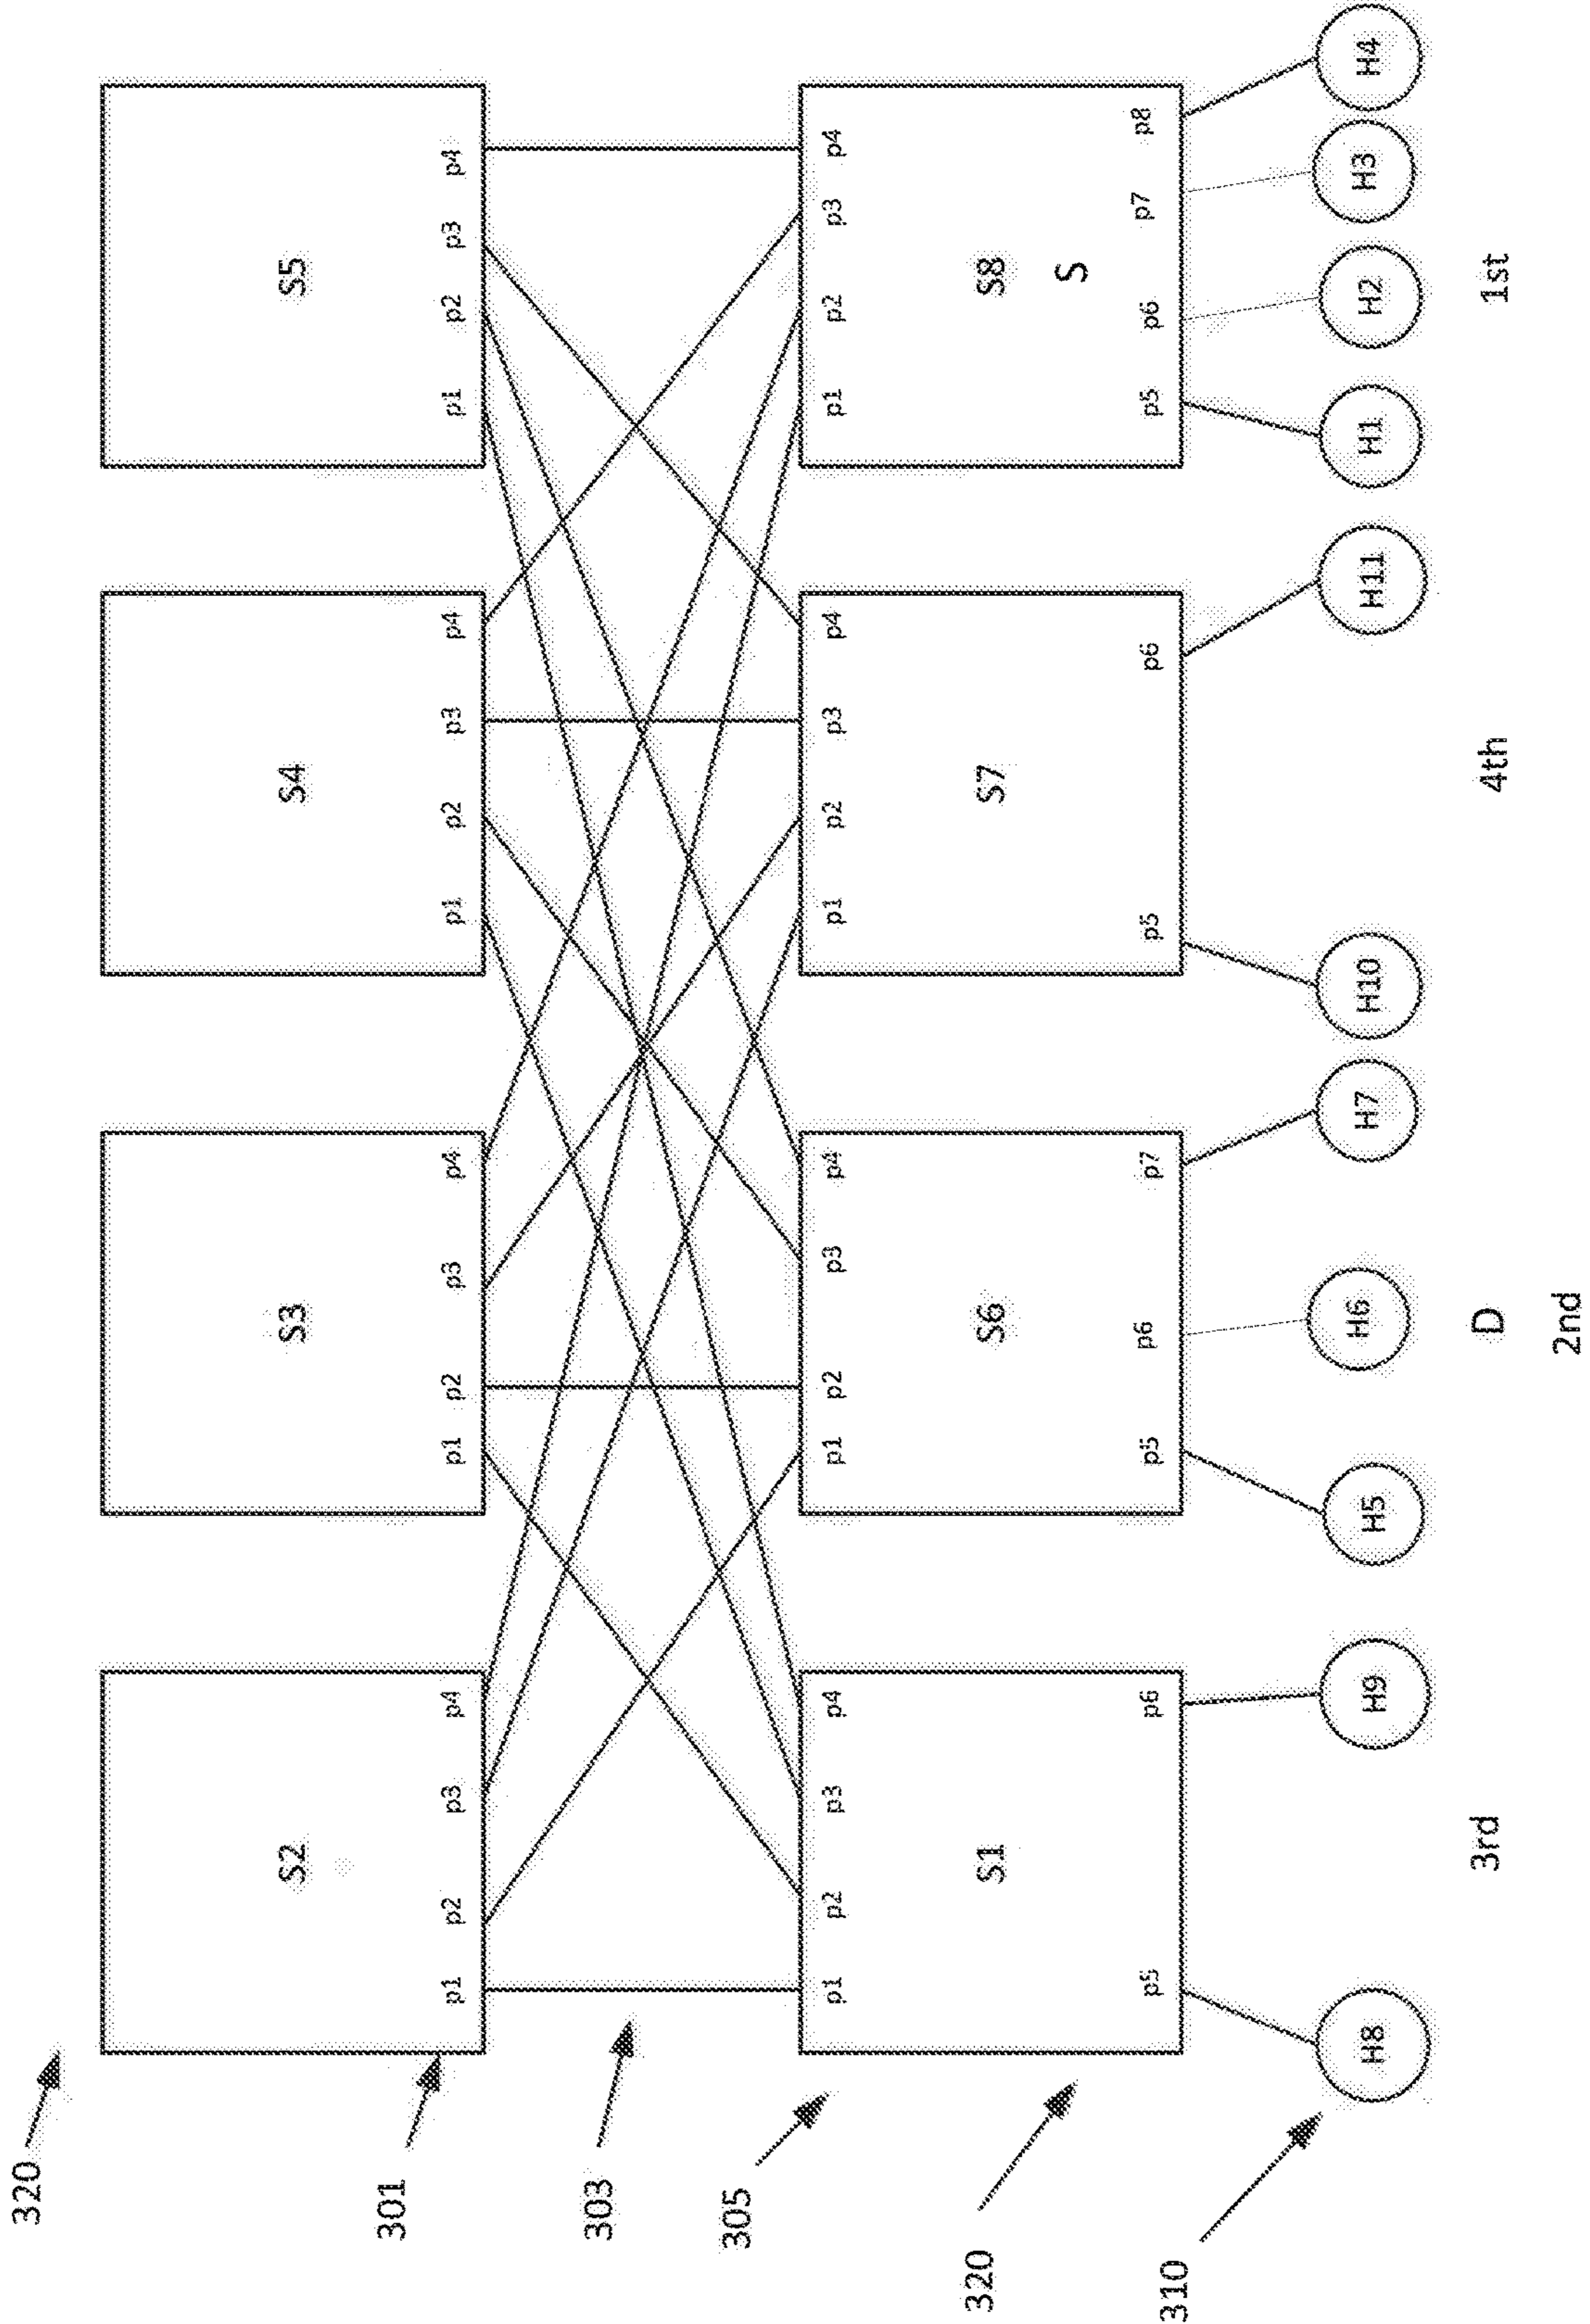 320
S2
S3
S4
S5
301
p1 p2 p3 p4
p1 p2 p3 p4
p1 p2 p3 p4
p1 p2 p3 p4
303
305
p1 p2 p3 p4
p1 p2 p3 p4
p1 p2 p3 p4
p1 p2 p3 p4
S1
S6
S7
S8
S
320
p5 p6
p5 p6 p7
p5 p6
p5 p6 p7 p8
310
H8
H9
H5
H6
H7
H10
H11
H1
H2
H3
H4
3rd
D
2nd
4th
1st